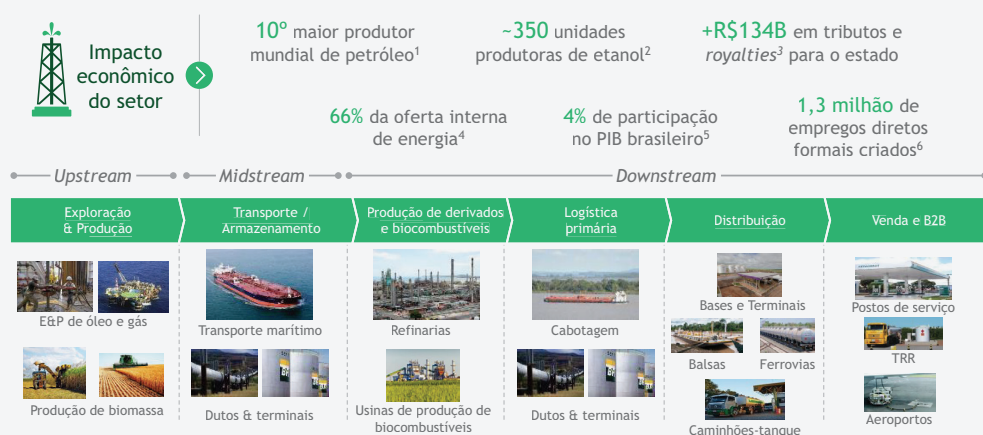 Impacto
econômico
do setor
10º maior produtor
mundial de petróleo¹
~350 unidades
produtoras de etanol²
+R$134B em tributos e
royalties³ para o estado
66% da oferta interna
de energia⁴
4% de participação
no PIB brasileiro⁵
1,3 milhão de
empregos diretos
formais criados⁶
Upstream
Midstream
Downstream
Exploração
& Produção
Transporte /
Armazenamento
Produção de derivados
e biocombustíveis
Logística
primária
Distribuição
Venda e B2B
E&P de óleo e gás
Produção de biomassa
Transporte marítimo
Dutos & terminais
Refinarias
Usinas de produção de
biocombustíveis
Cabotagem
Dutos & terminais
Bases e Terminais
Balsas
Ferrovias
Caminhões-tanque
Postos de serviço
TRR
Aeroportos